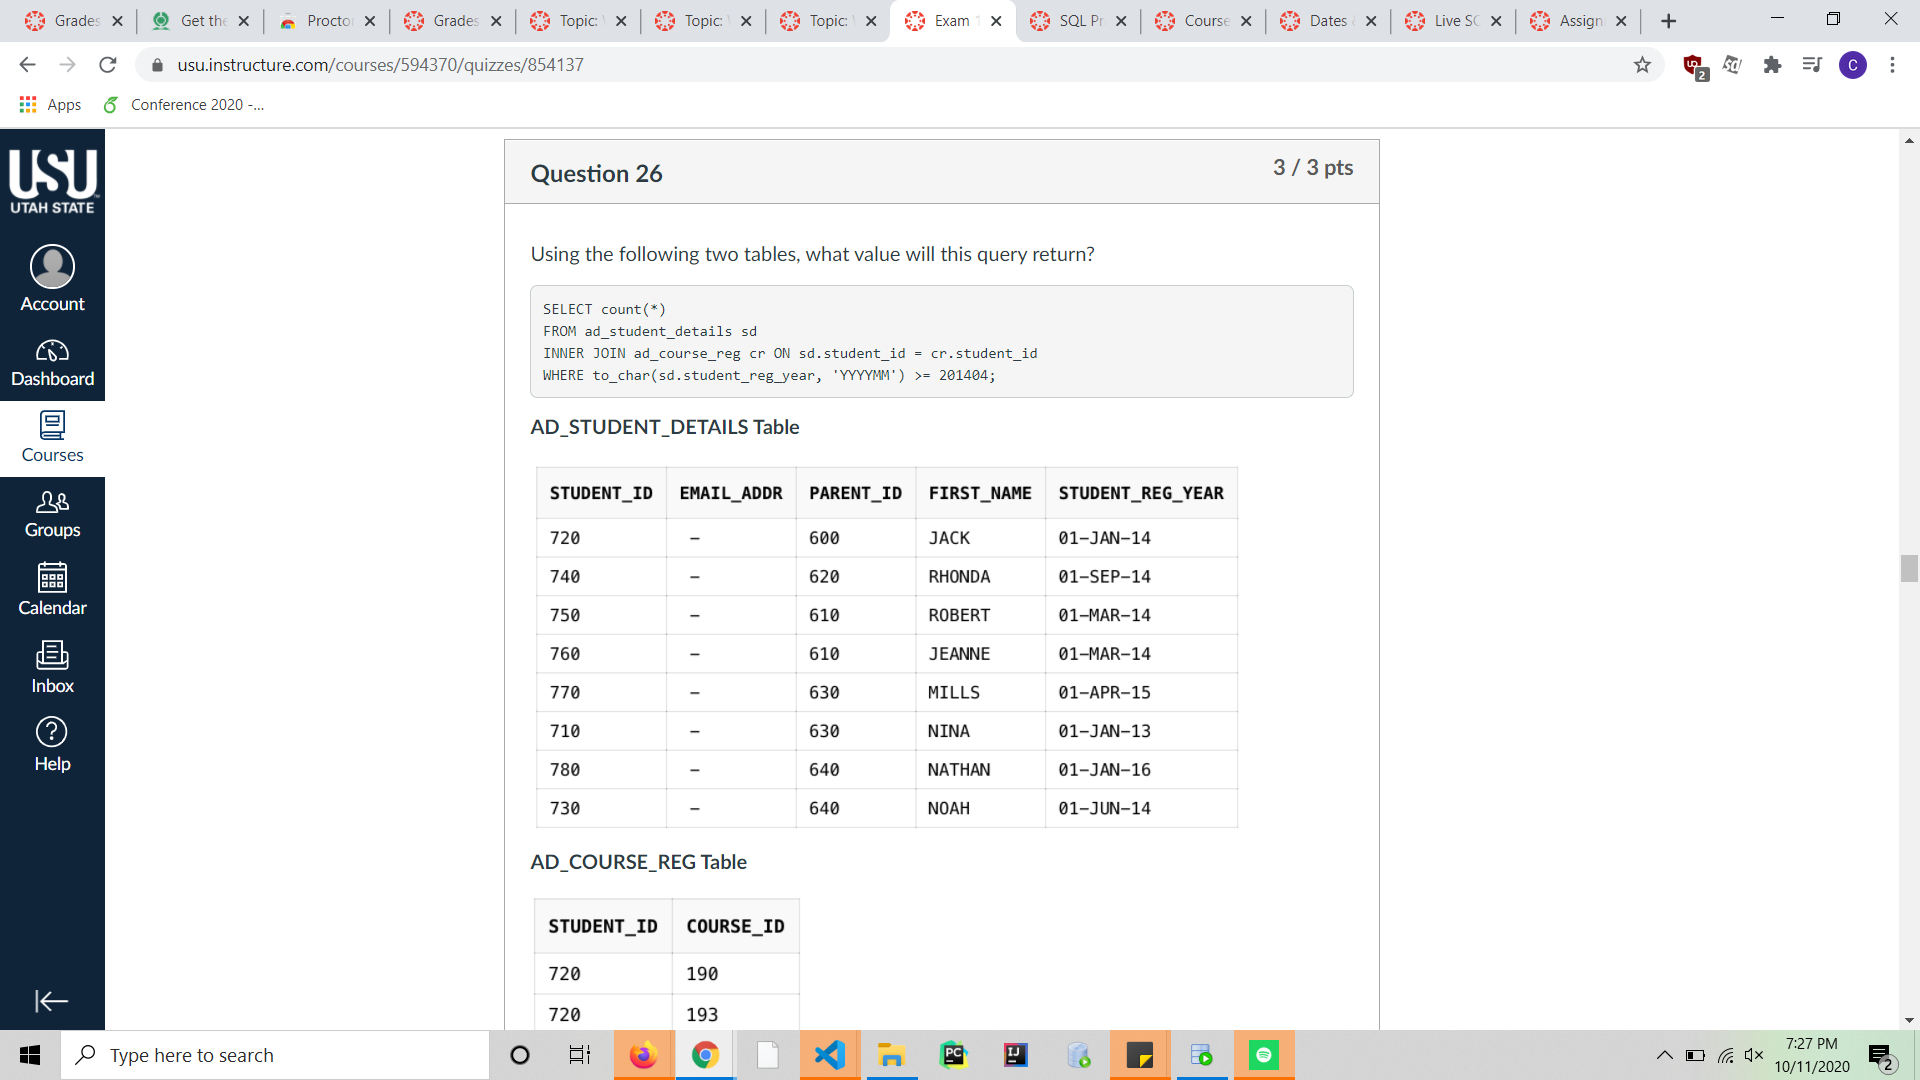 Grades
Get the
Proctor
Grades
Topic:
Topic:
Topic:
Exam
SQL Pr
Course
Dates
Live SC
Assign
usu.instructure.com/courses/594370/quizzes/854137
2
C
Apps
Conference 2020 -...
USU
UTAH STATE
Account
Dashboard
Courses
Groups
Calendar
Inbox
Help
Question 26
3 / 3 pts
Using the following two tables, what value will this query return?
SELECT count(*)
FROM ad_student_details sd
INNER JOIN ad_course_reg cr ON sd.student_id = cr.student_id
WHERE to_char(sd.student_reg_year, 'YYYYMM') >= 201404;
AD_STUDENT_DETAILS Table
STUDENT_ID EMAIL_ADDR PARENT_ID FIRST_NAME STUDENT_REG_YEAR
720 – 600 JACK 01-JAN-14
740 – 620 RHONDA 01-SEP-14
750 – 610 ROBERT 01-MAR-14
760 – 610 JEANNE 01-MAR-14
770 – 630 MILLS 01-APR-15
710 – 630 NINA 01-JAN-13
780 – 640 NATHAN 01-JAN-16
730 – 640 NOAH 01-JUN-14
AD_COURSE_REG Table
STUDENT_ID COURSE_ID
720 190
720 193
Type here to search
PC
IJ
7:27 PM
10/11/2020
2